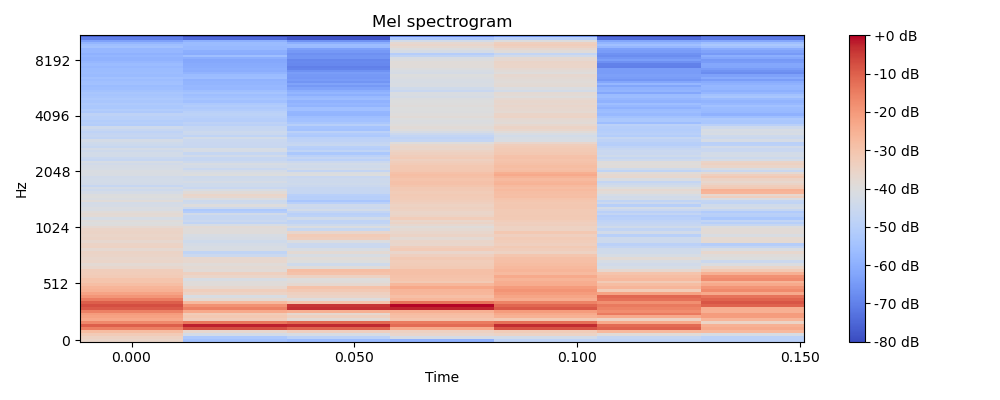 Mel spectrogram
Hz
8192
4096
2048
1024
512
0
0.000 0.050 0.100 0.150
Time
+0 dB
-10 dB
-20 dB
-30 dB
-40 dB
-50 dB
-60 dB
-70 dB
-80 dB